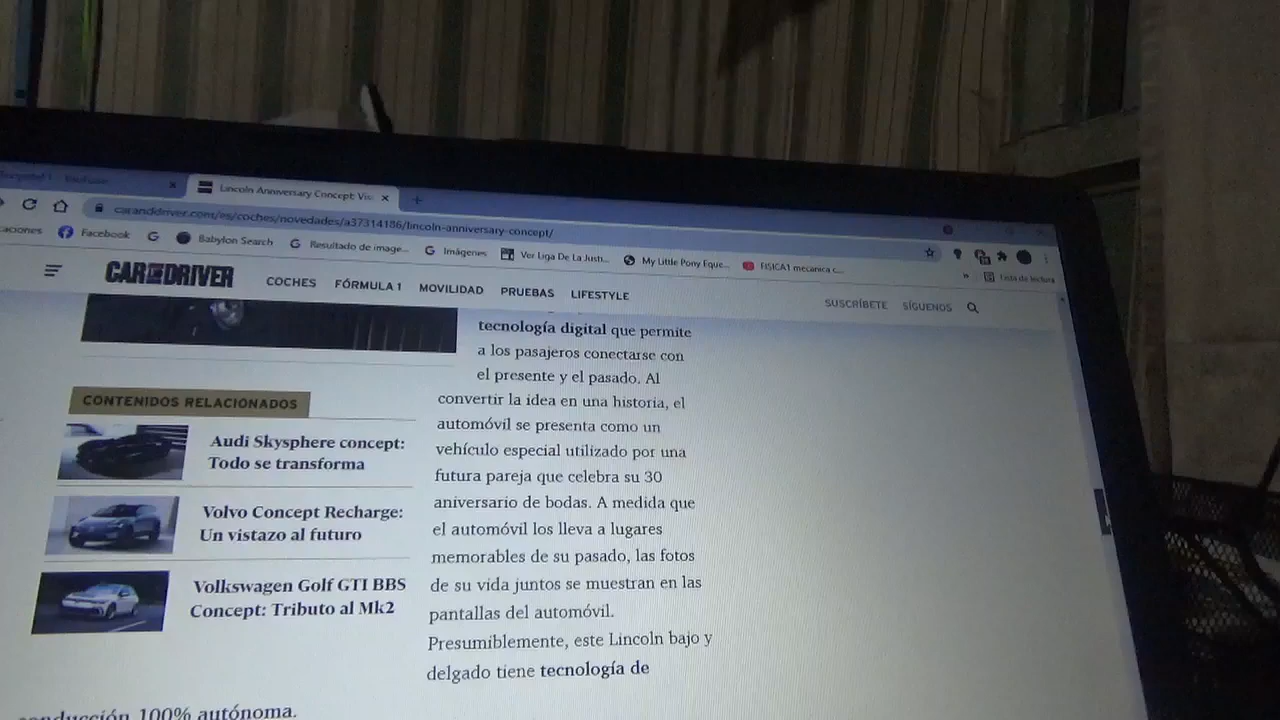 Lincoln Anniversary Concept: Vis
caranddriver.com/es/coches/novedades/a37314186/lincoln-anniversary-concept/
Facebook
Babylon Search
Resultado de image...
Imágenes
Ver Liga De La Justi...
My Little Pony Eque...
FISICA1 mecanica c...
Lista de lectura
CAR AND DRIVER
COCHES FÓRMULA 1 MOVILIDAD PRUEBAS LIFESTYLE
SUSCRÍBETE SÍGUENOS
CONTENIDOS RELACIONADOS
Audi Skysphere concept:
Todo se transforma
Volvo Concept Recharge:
Un vistazo al futuro
Volkswagen Golf GTI BBS
Concept: Tributo al Mk2
tecnología digital que permite
a los pasajeros conectarse con
el presente y el pasado. Al
convertir la idea en una historia, el
automóvil se presenta como un
vehículo especial utilizado por una
futura pareja que celebra su 30
aniversario de bodas. A medida que
el automóvil los lleva a lugares
memorables de su pasado, las fotos
de su vida juntos se muestran en las
pantallas del automóvil.
Presumiblemente, este Lincoln bajo y
delgado tiene tecnología de
conducción 100% autónoma.